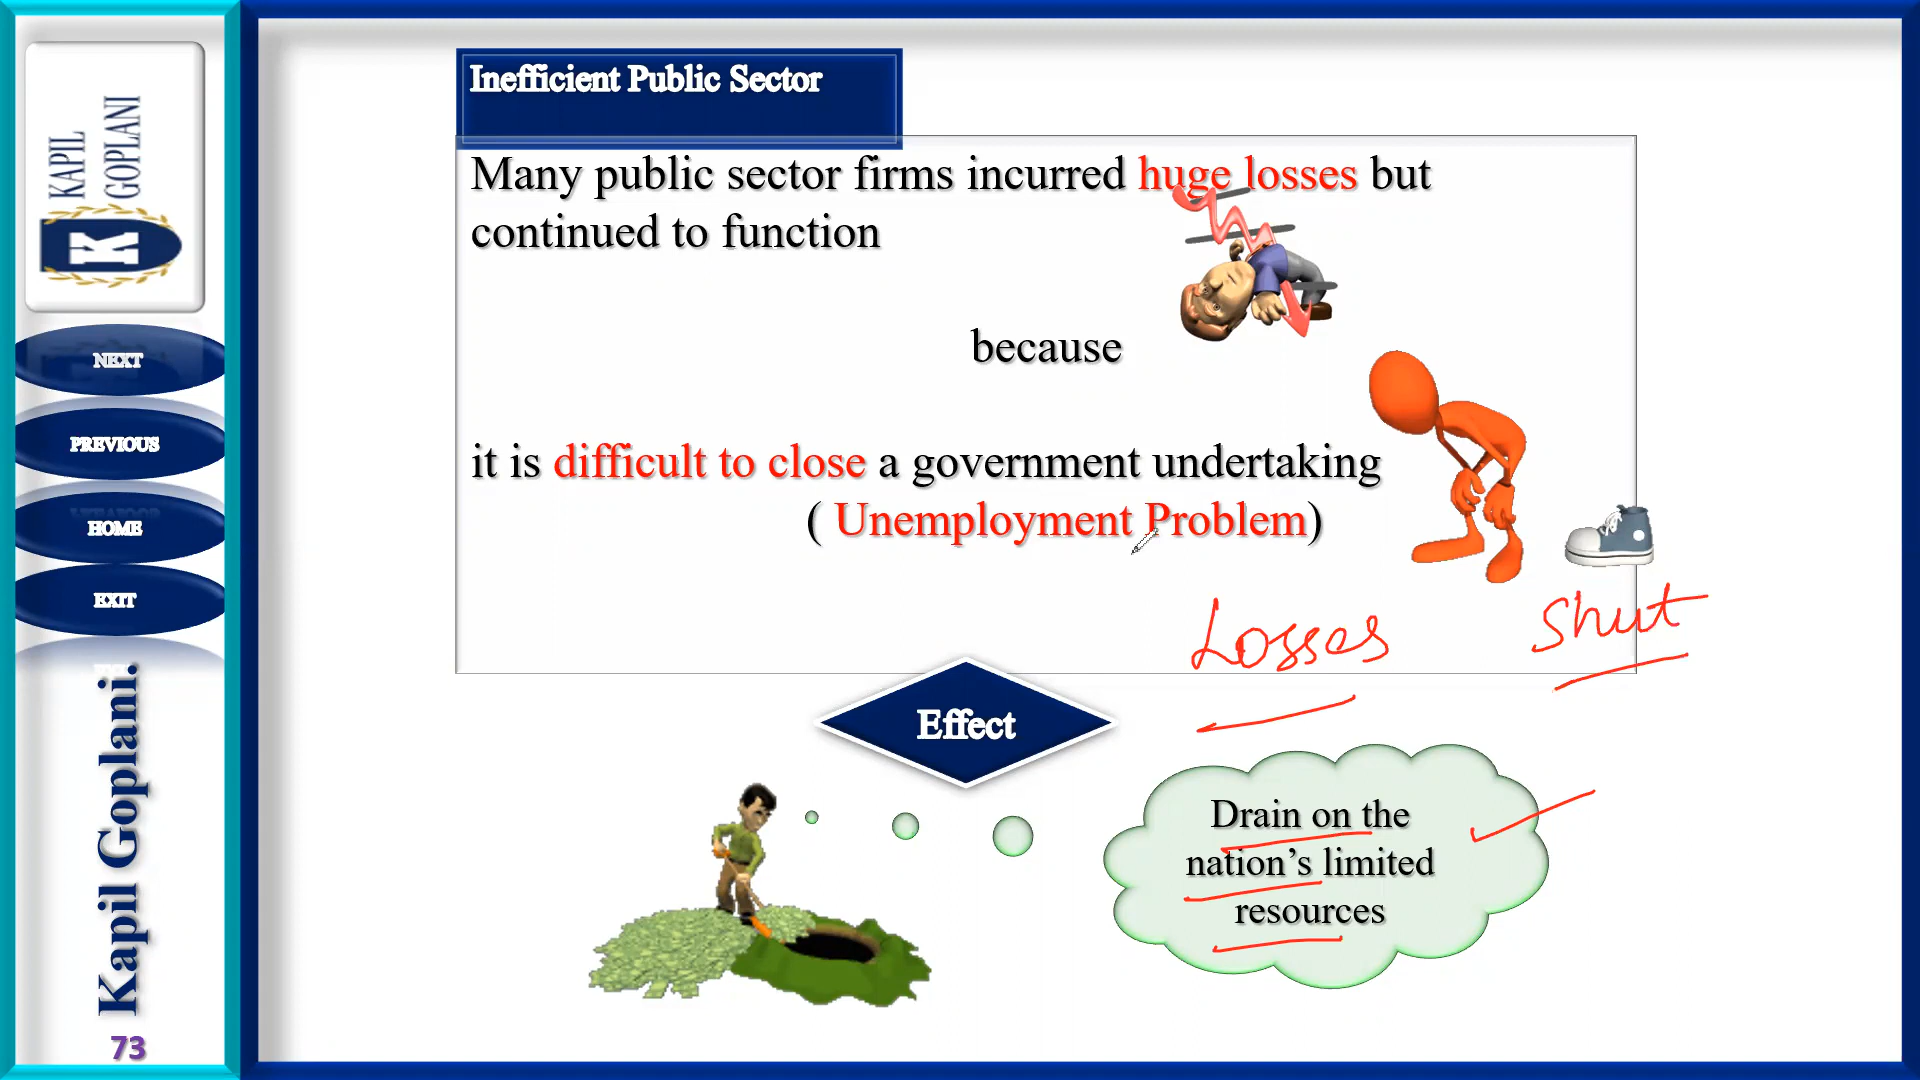 KAPIL
GOPLANI
K
NEXT
PREVIOUS
HOME
EXIT
Kapil Goplani.
73
Inefficient Public Sector
Many public sector firms incurred huge losses but
continued to function
because
it is difficult to close a government undertaking
( Unemployment Problem)
Losses
Shut
Effect
Drain on the
nation’s limited
resources